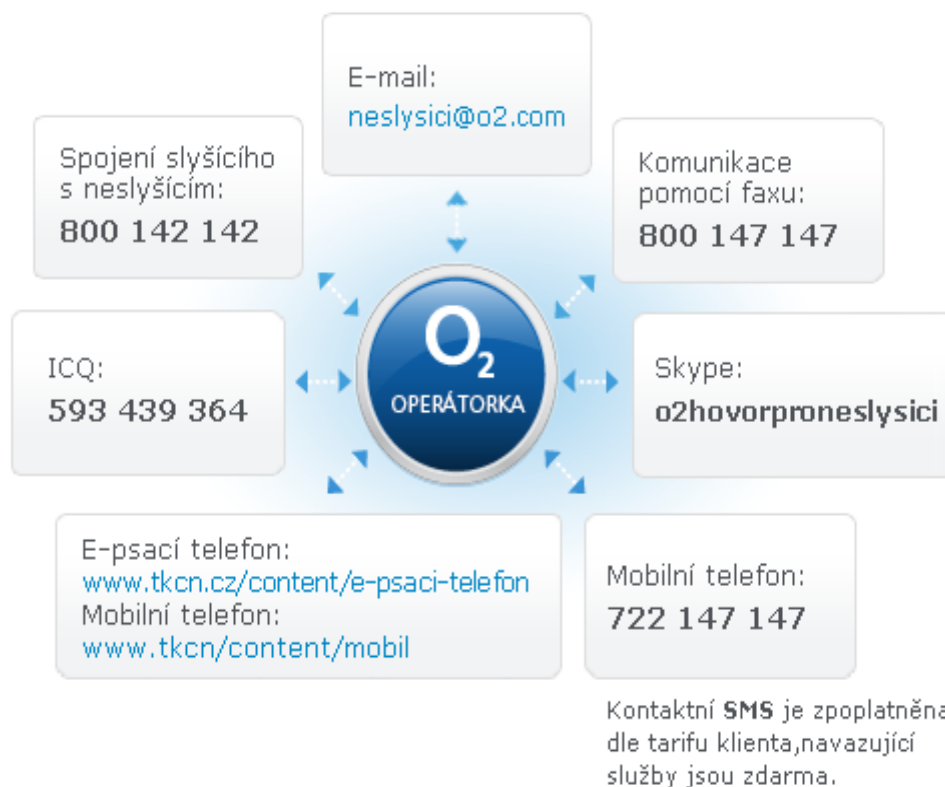 E-mail:
neslysici@o2.com
Spojení slyšícího
s neslyšícím:
800 142 142
Komunikace
pomocí faxu:
800 147 147
O2
OPERÁTORKA
ICQ:
593 439 364
Skype:
o2hovorproneslysici
E-psací telefon:
www.tkcn.cz/content/e-psaci-telefon
Mobilní telefon:
www.tkcn/content/mobil
Mobilní telefon:
722 147 147
Kontaktní SMS je zpoplatněna
dle tarifu klienta,navazující
služby jsou zdarma.